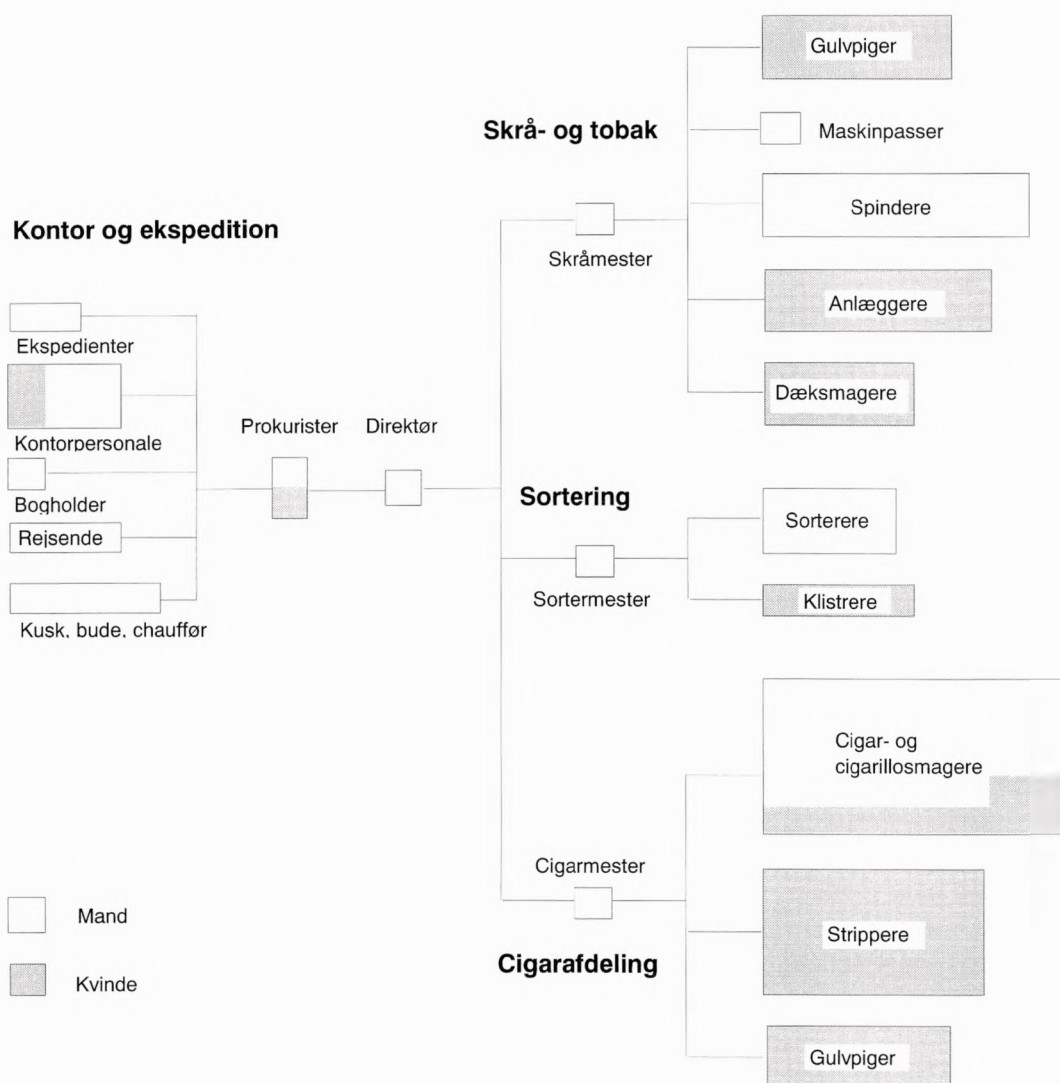 Kontor og ekspedition
Ekspedienter
Kontorpersonale
Bogholder
Rejsende
Kusk, bude, chauffør
Prokurister
Direktør
Skrå- og tobak
Skråmester
Gulvpiger
Maskinpasser
Spindere
Anlæggere
Dæksmagere
Sortering
Sortermester
Sorterere
Klistrere
Cigarmester
Cigarafdeling
Cigar- og
cigarillosmagere
Strippere
Gulvpiger
Mand
Kvinde